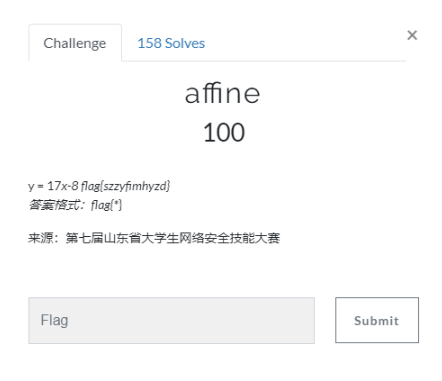 Challenge 158 Solves ×
affine
100
y = 17x-8 flag{szzyfimhyzd}
答案格式：flag{*}
来源：第七届山东省大学生网络安全技能大赛
Flag Submit